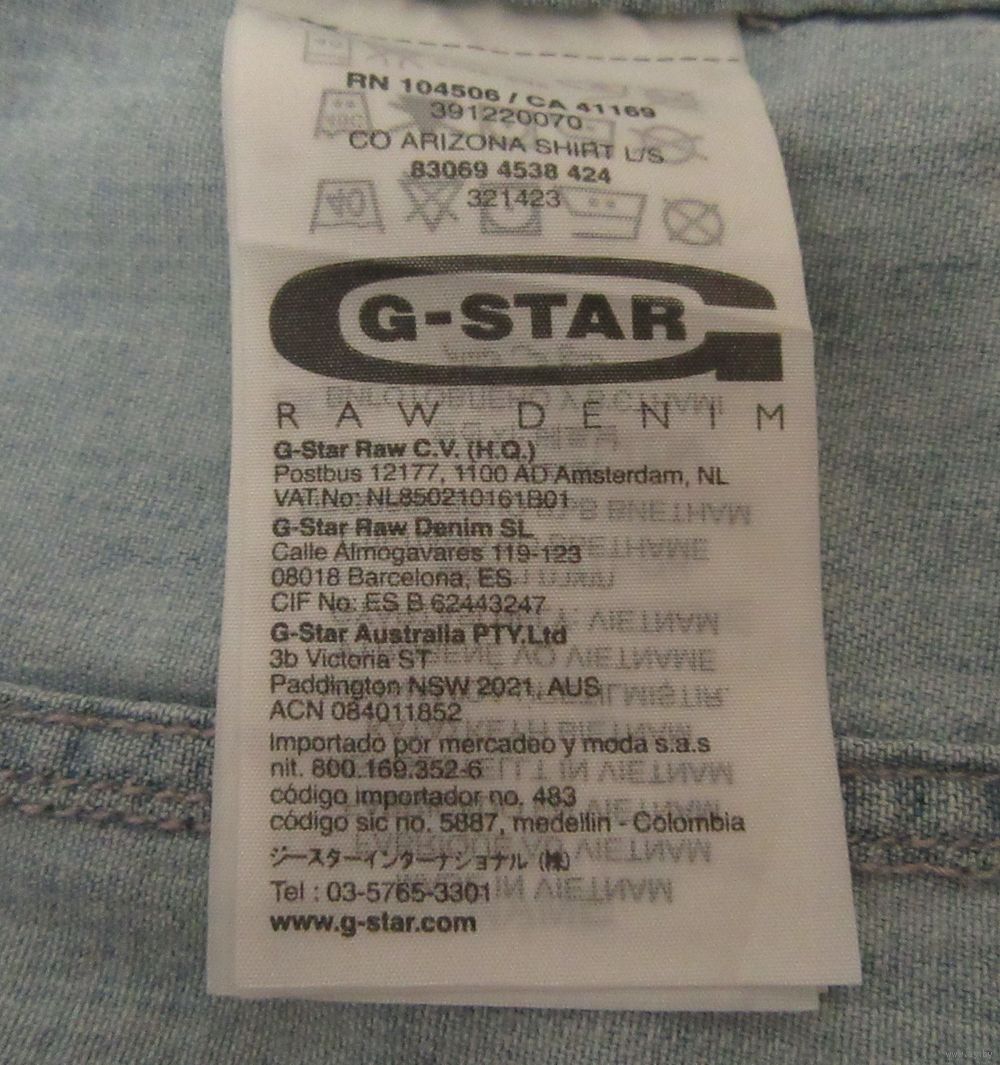 RN 104506 / CA 41169
391220070
CO ARIZONA SHIRT L/S
83069 4538 424
321423
G-STAR
RAW DENIM
G-Star Raw C.V. (H.Q.)
Postbus 12177, 1100 AD Amsterdam, NL
VAT.No: NL850210161B01
G-Star Raw Denim SL
Calle Almogavares 119-123
08018 Barcelona, ES
CIF No: ES B 62443247
G-Star Australia PTY.Ltd
3b Victoria ST
Paddington NSW 2021, AUS
ACN 084011852
Importado por mercadeo y moda s.a.s
nit. 800.169.352-6
código importador no. 483
código sic no. 5887, medellin - Colombia
ジースターインターナショナル (株)
Tel : 03-5765-3301
www.g-star.com